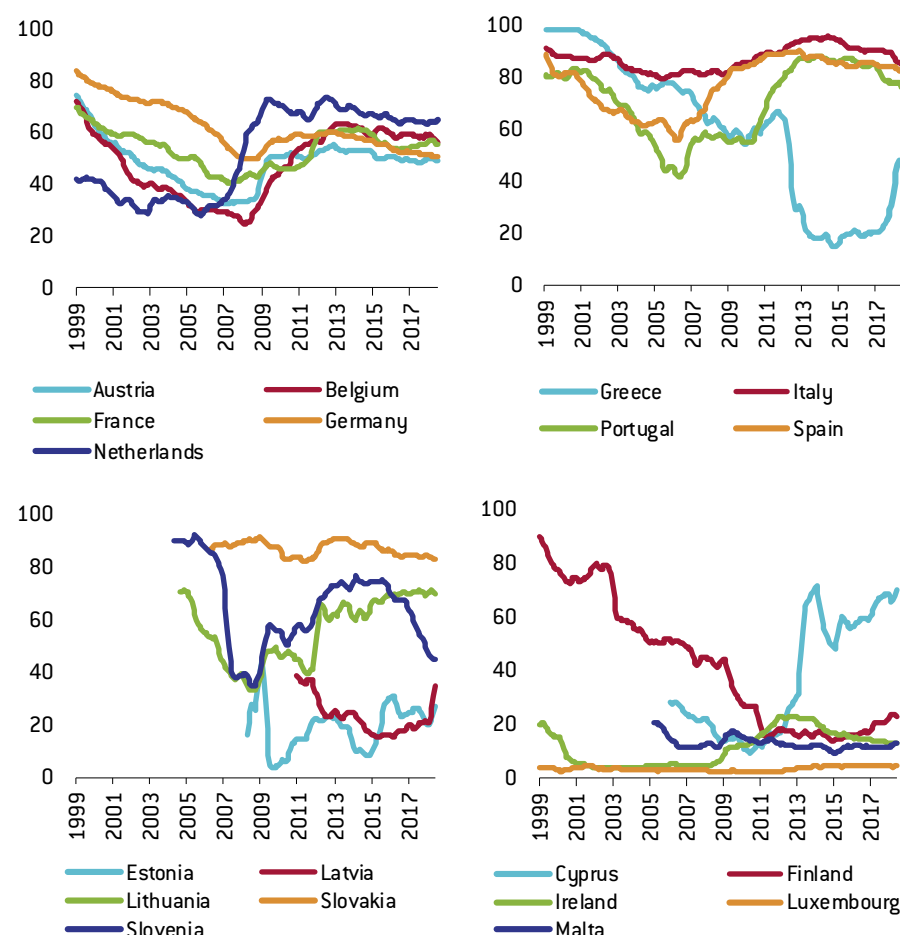 100
80
60
40
20
0
1999 2001 2003 2005 2007 2009 2011 2013 2015 2017
Austria Belgium
France Germany
Netherlands
100
80
60
40
20
0
1999 2001 2003 2005 2007 2009 2011 2013 2015 2017
Greece Italy
Portugal Spain
100
80
60
40
20
0
1999 2001 2003 2005 2007 2009 2011 2013 2015 2017
Estonia Latvia
Lithuania Slovakia
Slovenia
100
80
60
40
20
0
1999 2001 2003 2005 2007 2009 2011 2013 2015 2017
Cyprus Finland
Ireland Luxembourg
Malta